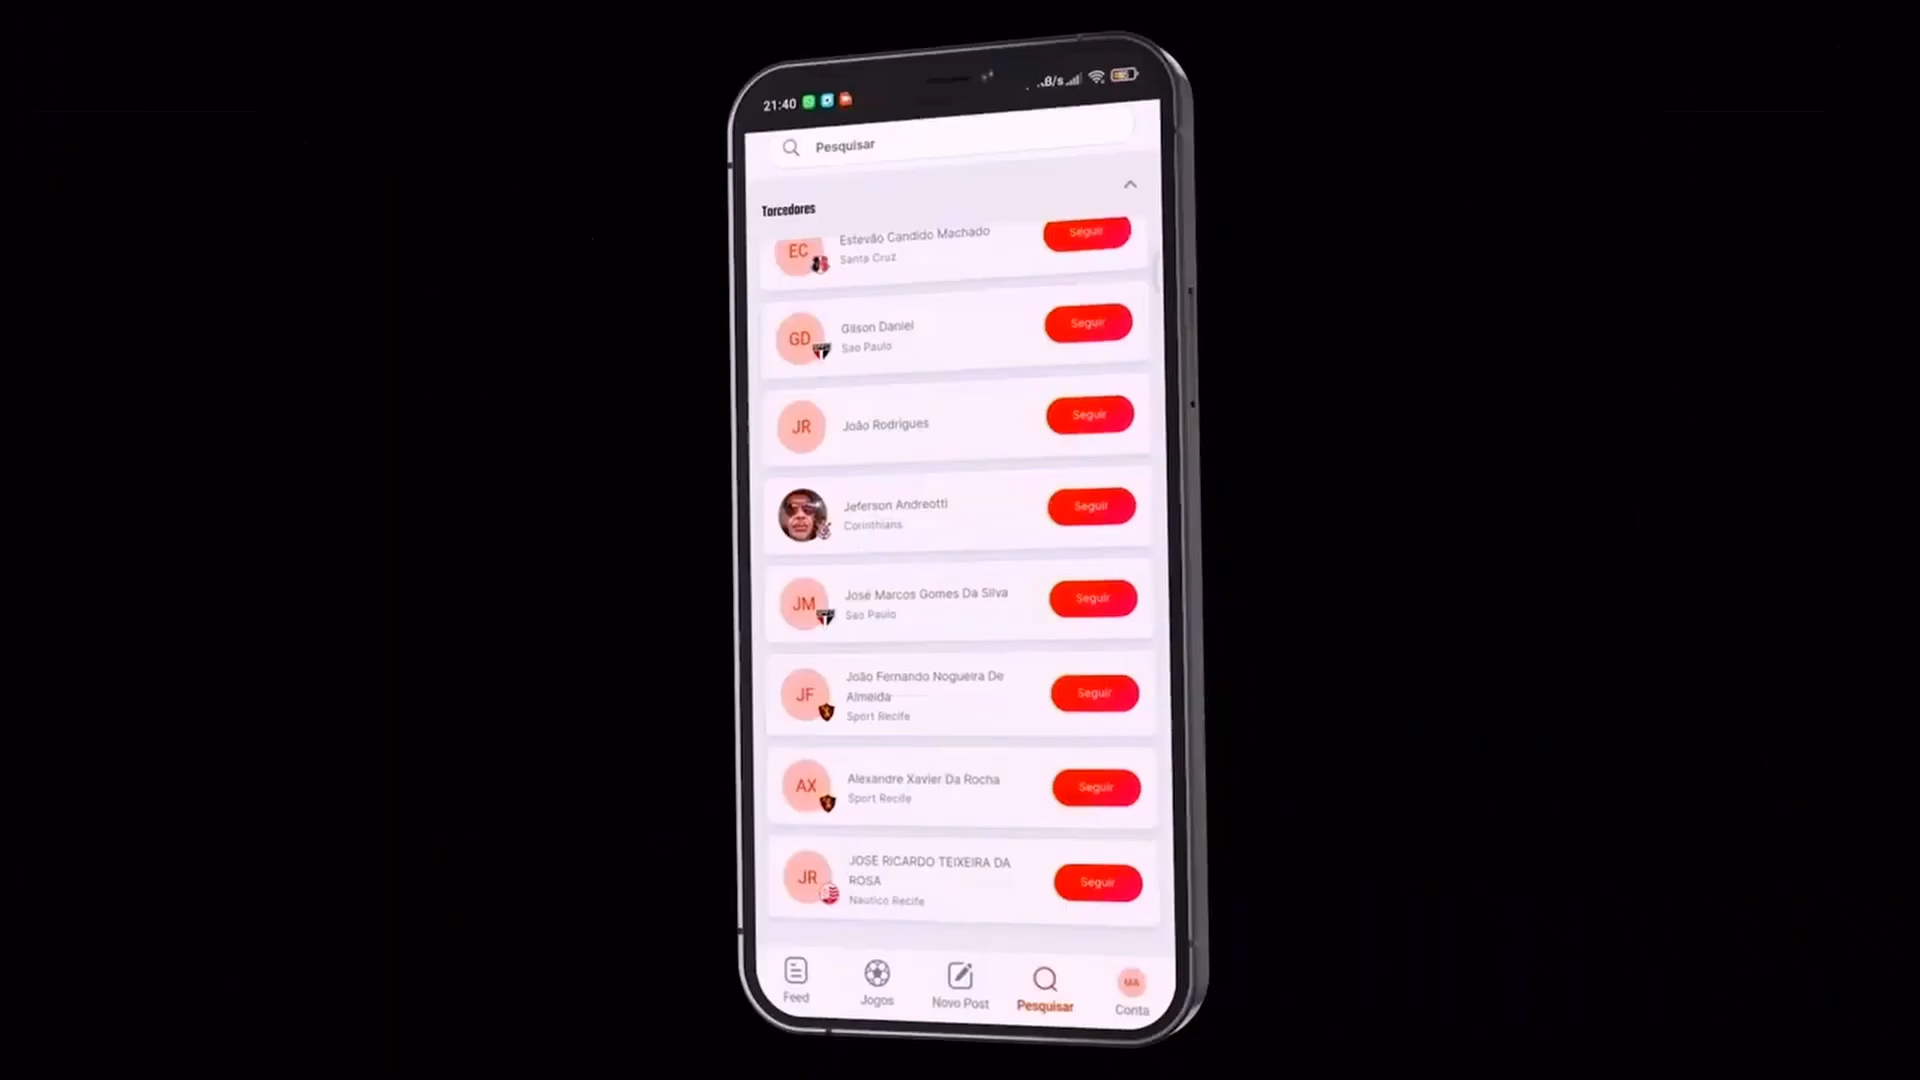 21:40
B/s
Pesquisar
Torcedores
EC
Estevão Candido Machado
Seguir
Santa Cruz
GD
Gilson Daniel
Seguir
Sao Paulo
JR
João Rodrigues
Seguir
Jeferson Andreotti
Seguir
Corinthians
JM
José Marcos Gomes Da Silva
Seguir
Sao Paulo
JF
João Fernando Nogueira De
Almeida
Seguir
Sport Recife
AX
Alexandre Xavier Da Rocha
Seguir
Sport Recife
JR
JOSE RICARDO TEIXEIRA DA
ROSA
Seguir
Nautico Recife
Feed
Jogos
Novo Post
Pesquisar
MA
Conta